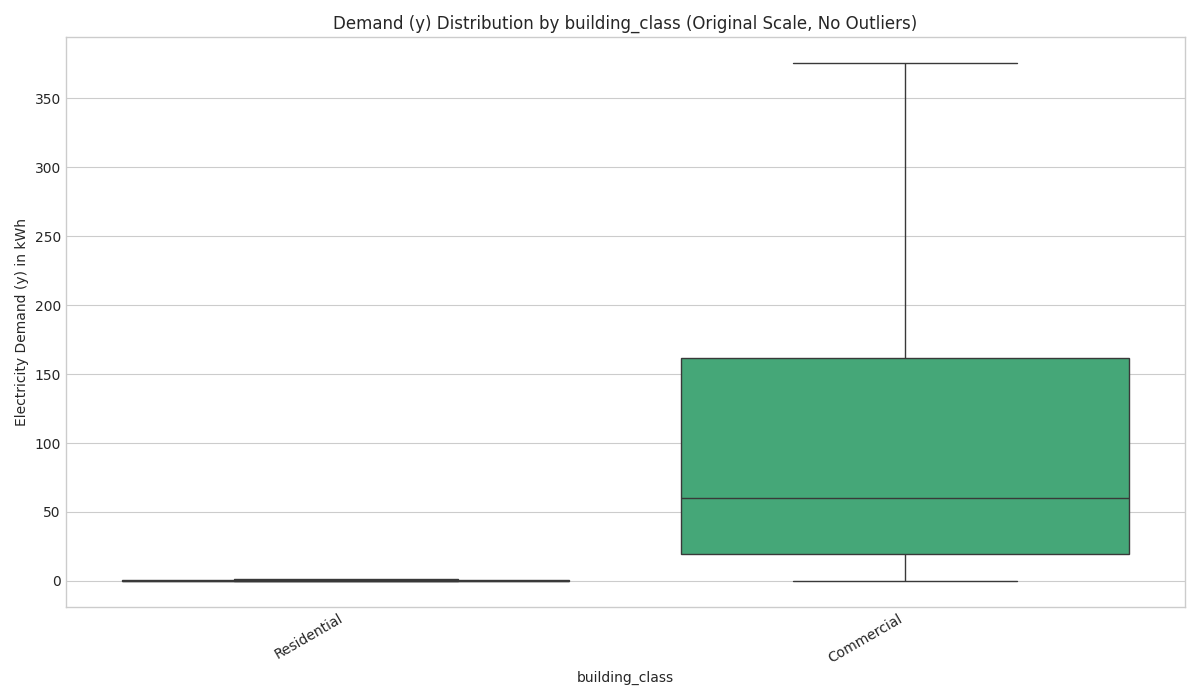 Demand (y) Distribution by building_class (Original Scale, No Outliers)
Electricity Demand (y) in kWh
350
300
250
200
150
100
50
0
Residential
Commercial
building_class